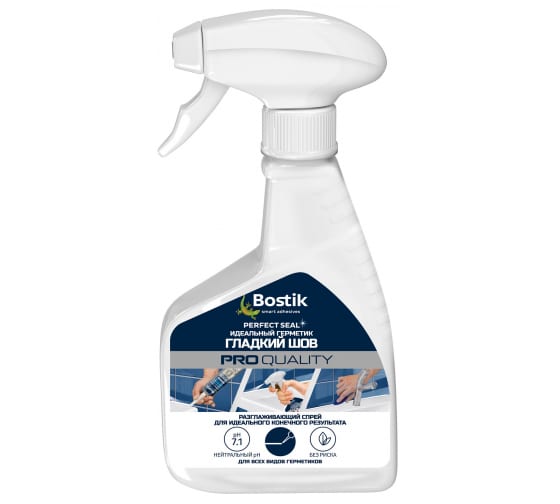 Bostik
smart adhesives
PERFECT SEAL
ИДЕАЛЬНЫЙ ГЕРМЕТИК
ГЛАДКИЙ ШОВ
PRO QUALITY
РАЗГЛАЖИВАЮЩИЙ СПРЕЙ
ДЛЯ ИДЕАЛЬНОГО КОНЕЧНОГО РЕЗУЛЬТАТА
pH
7.1
НЕЙТРАЛЬНЫЙ pH
БЕЗ РИСКА
ДЛЯ ВСЕХ ВИДОВ ГЕРМЕТИКОВ